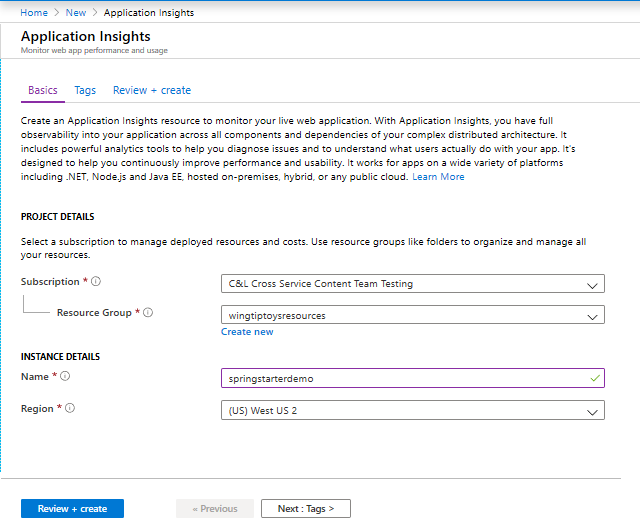 Home > New > Application Insights
Application Insights
Monitor web app performance and usage
Basics Tags Review + create
Create an Application Insights resource to monitor your live web application. With Application Insights, you have full
observability into your application across all components and dependencies of your complex distributed architecture. It
includes powerful analytics tools to help you diagnose issues and to understand what users actually do with your app. It's
designed to help you continuously improve performance and usability. It works for apps on a wide variety of platforms
including .NET, Node.js and Java EE, hosted on-premises, hybrid, or any public cloud. Learn More
PROJECT DETAILS
Select a subscription to manage deployed resources and costs. Use resource groups like folders to organize and manage all
your resources.
Subscription * C&L Cross Service Content Team Testing
Resource Group * wingtiptoysresources
Create new
INSTANCE DETAILS
Name * springstarterdemo
Region * (US) West US 2
Review + create « Previous Next : Tags >